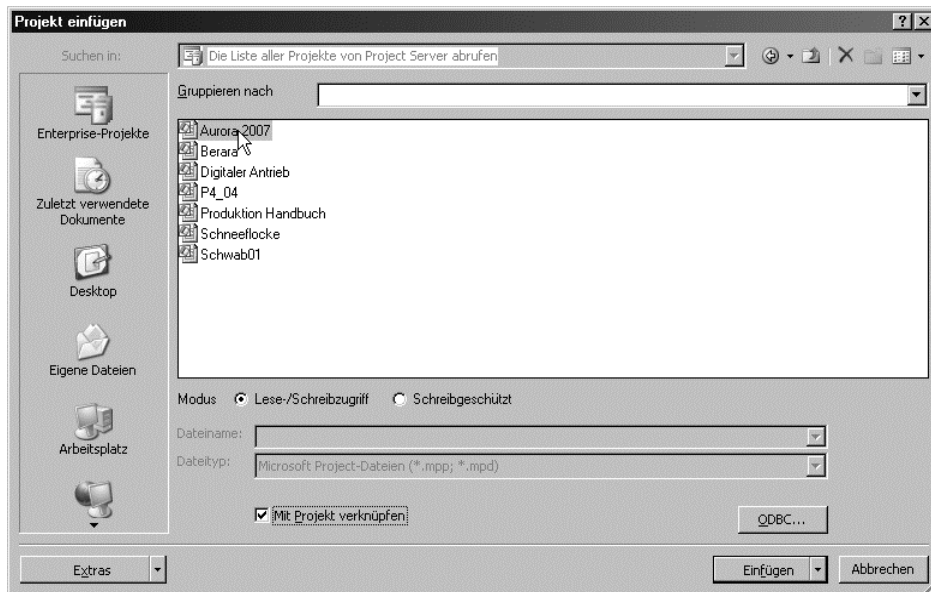 Projekt einfügen
Suchen in:
Die Liste aller Projekte von Project Server abrufen
Gruppieren nach
Enterprise-Projekte
Zuletzt verwendete
Dokumente
Desktop
Eigene Dateien
Arbeitsplatz
Aurora 2007
Berara
Digitaler Antrieb
P4_04
Produktion Handbuch
Schneeflocke
Schwab01
Modus
Lese-/Schreibzugriff
Schreibgeschützt
Dateiname:
Dateityp:
Microsoft Project-Dateien (*.mpp; *.mpd)
Mit Projekt verknüpfen
ODBC...
Extras
Einfügen
Abbrechen